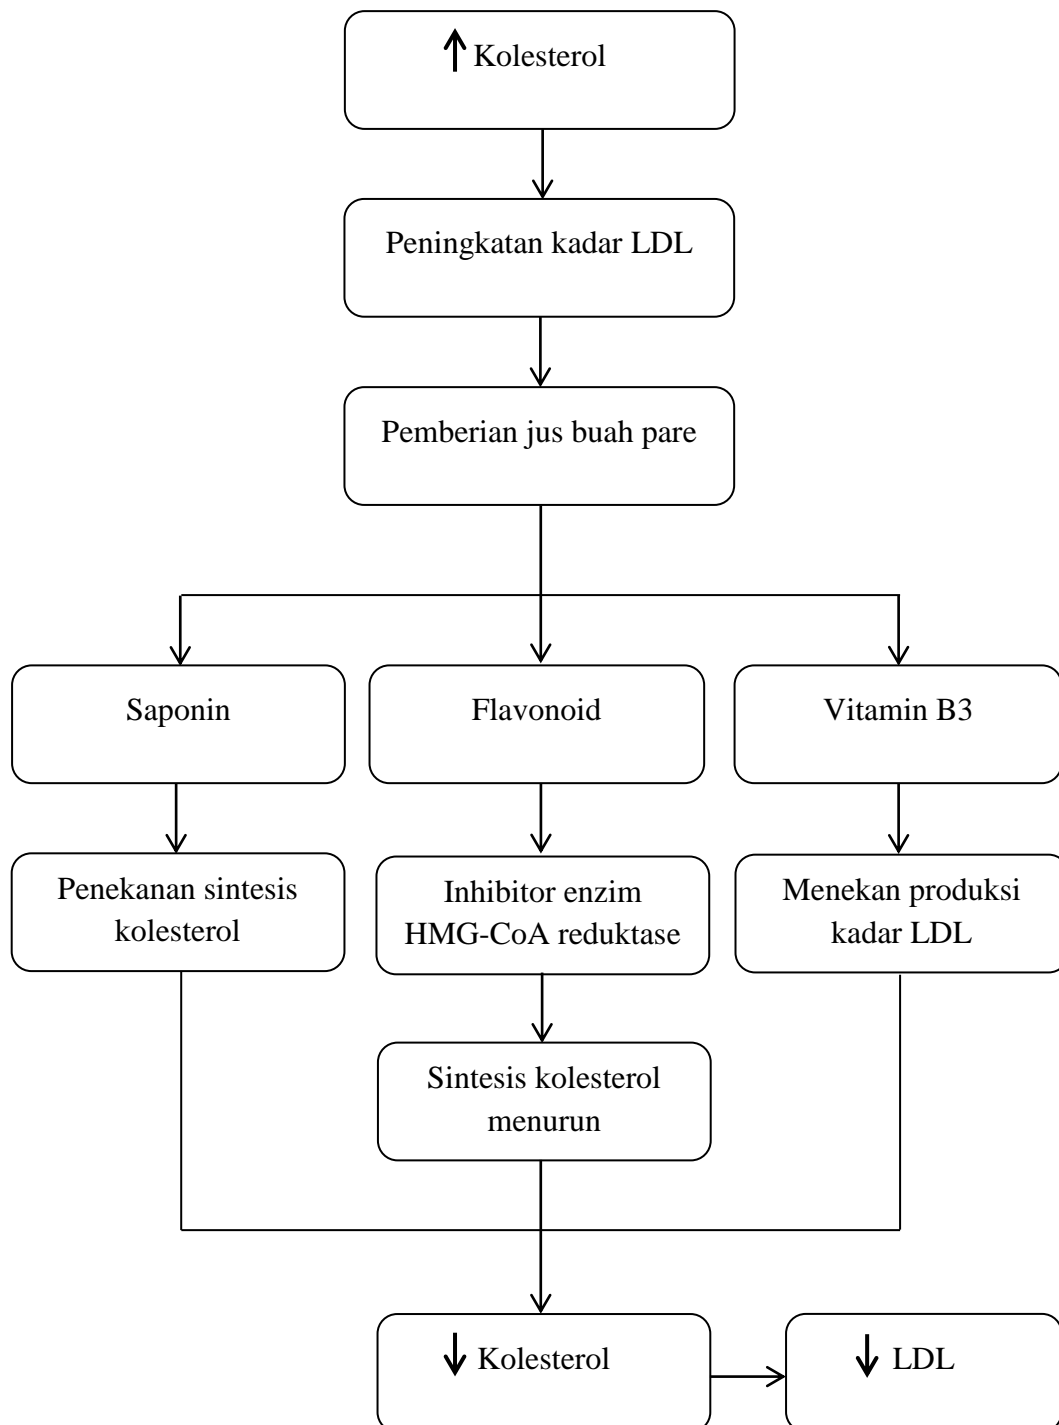 ↑ Kolesterol
Peningkatan kadar LDL
Pemberian jus buah pare
Saponin
Flavonoid
Vitamin B3
Penekanan sintesis
kolesterol
Inhibitor enzim
HMG-CoA reduktase
Menekan produksi
kadar LDL
Sintesis kolesterol
menurun
↓ Kolesterol
↓ LDL